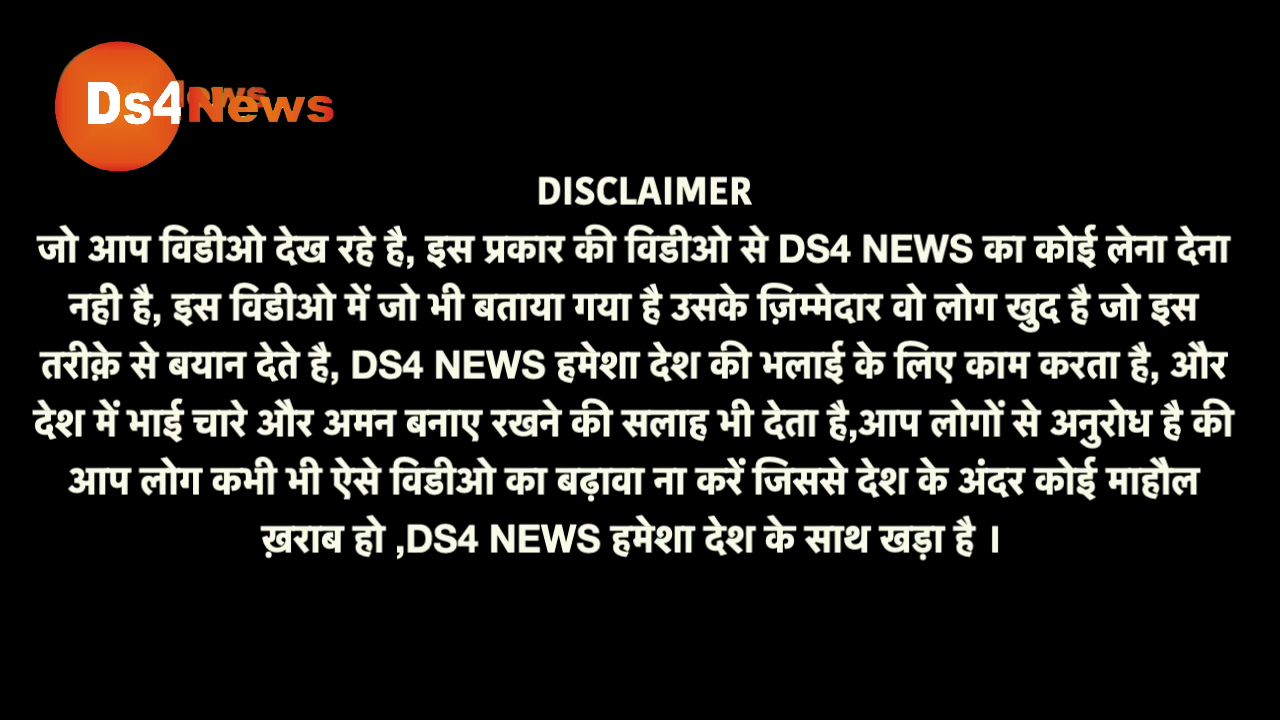 Ds4News
DISCLAIMER
जो आप विडीओ देख रहे है, इस प्रकार की विडीओ से DS4 NEWS का कोई लेना देना
नही है, इस विडीओ में जो भी बताया गया है उसके ज़िम्मेदार वो लोग खुद है जो इस
तरीक़े से बयान देते है, DS4 NEWS हमेशा देश की भलाई के लिए काम करता है, और
देश में भाई चारे और अमन बनाए रखने की सलाह भी देता है,आप लोगों से अनुरोध है की
आप लोग कभी भी ऐसे विडीओ का बढ़ावा ना करें जिससे देश के अंदर कोई माहौल
ख़राब हो ,DS4 NEWS हमेशा देश के साथ खड़ा है ।